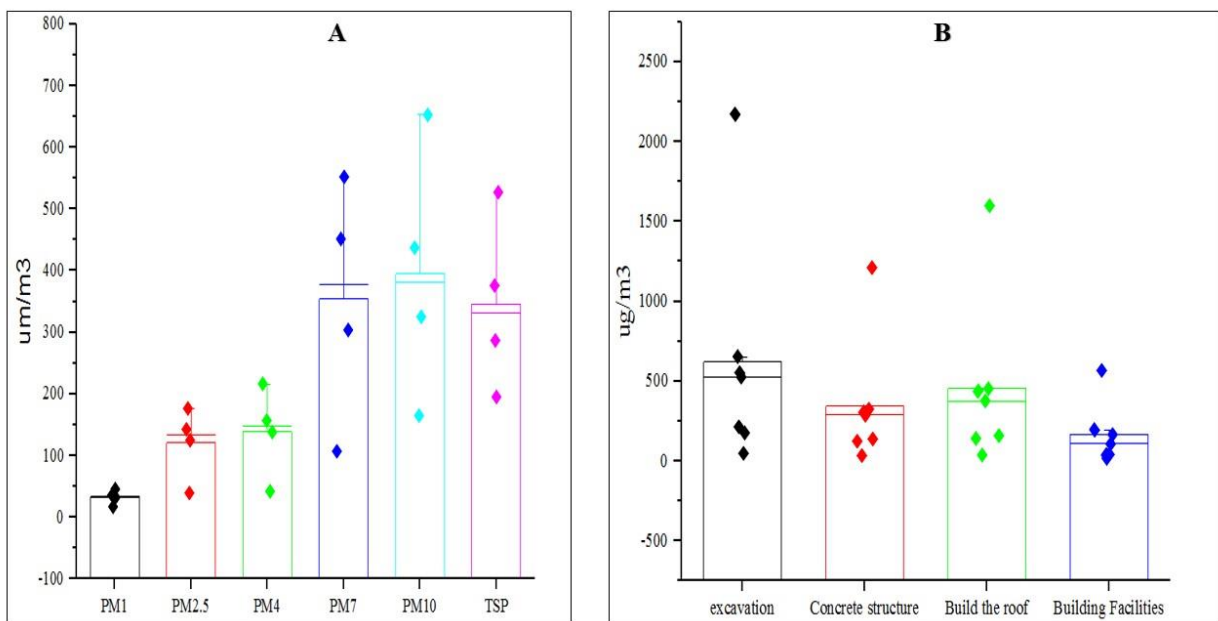 A
800
700
600
500
400
300
200
100
0
-100
um/m3
PM1 PM2.5 PM4 PM7 PM10 TSP
B
2500
2000
1500
1000
500
0
-500
ug/m3
excavation Concrete structure Build the roof Building Facilities